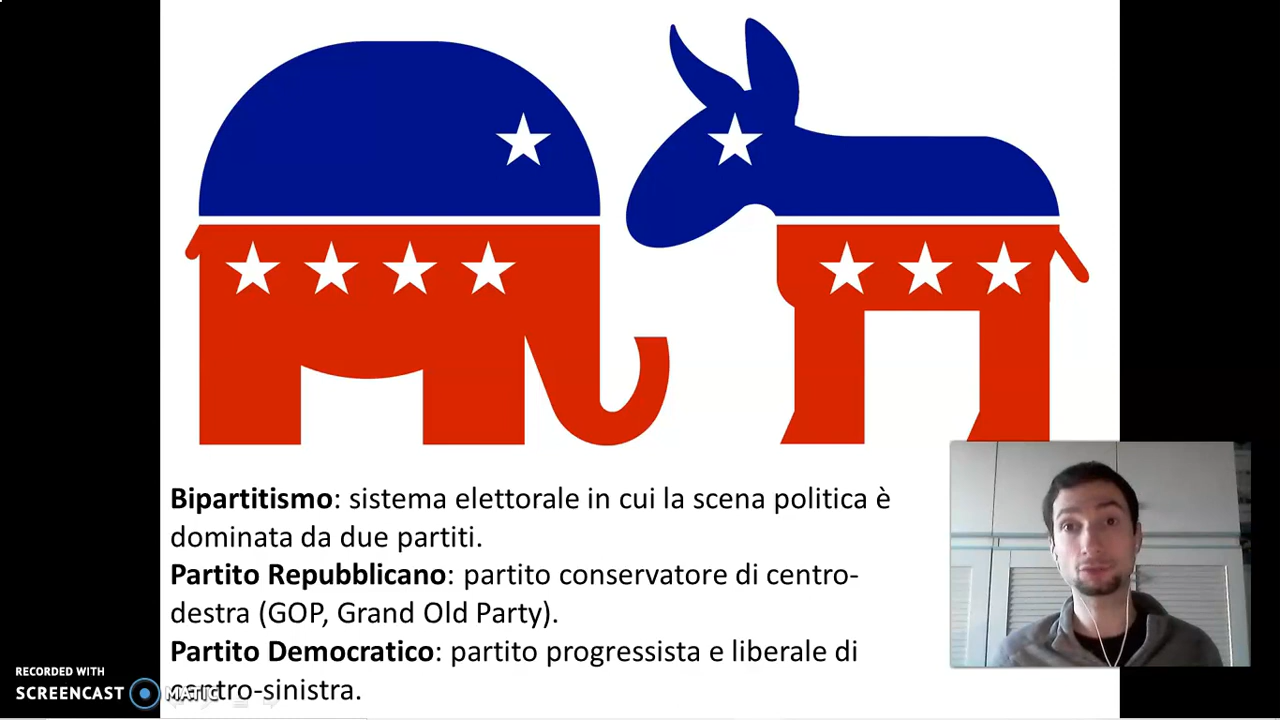 Bipartitismo: sistema elettorale in cui la scena politica è
dominata da due partiti.
Partito Repubblicano: partito conservatore di centro-
destra (GOP, Grand Old Party).
Partito Democratico: partito progressista e liberale di
centro-sinistra.
RECORDED WITH
SCREENCAST MATIC